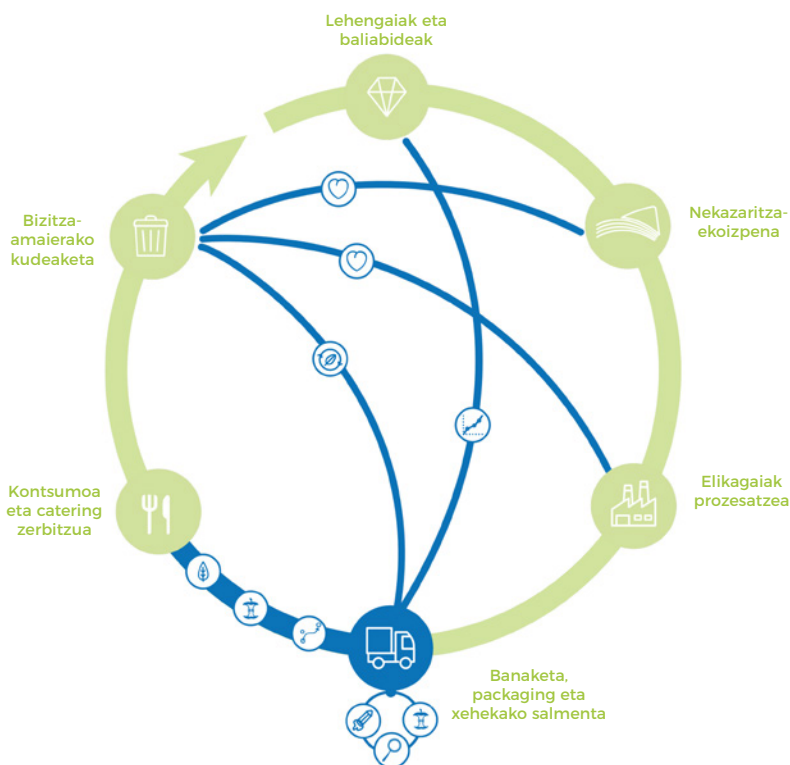 Lehengaiak eta
baliabideak
Nekazaritza-
ekoizpena
Elikagaiak
prozesatzea
Banaketa,
packaging eta
xehekako salmenta
Kontsumoa
eta catering
zerbitzua
Bizitza-
amaierako
kudeaketa